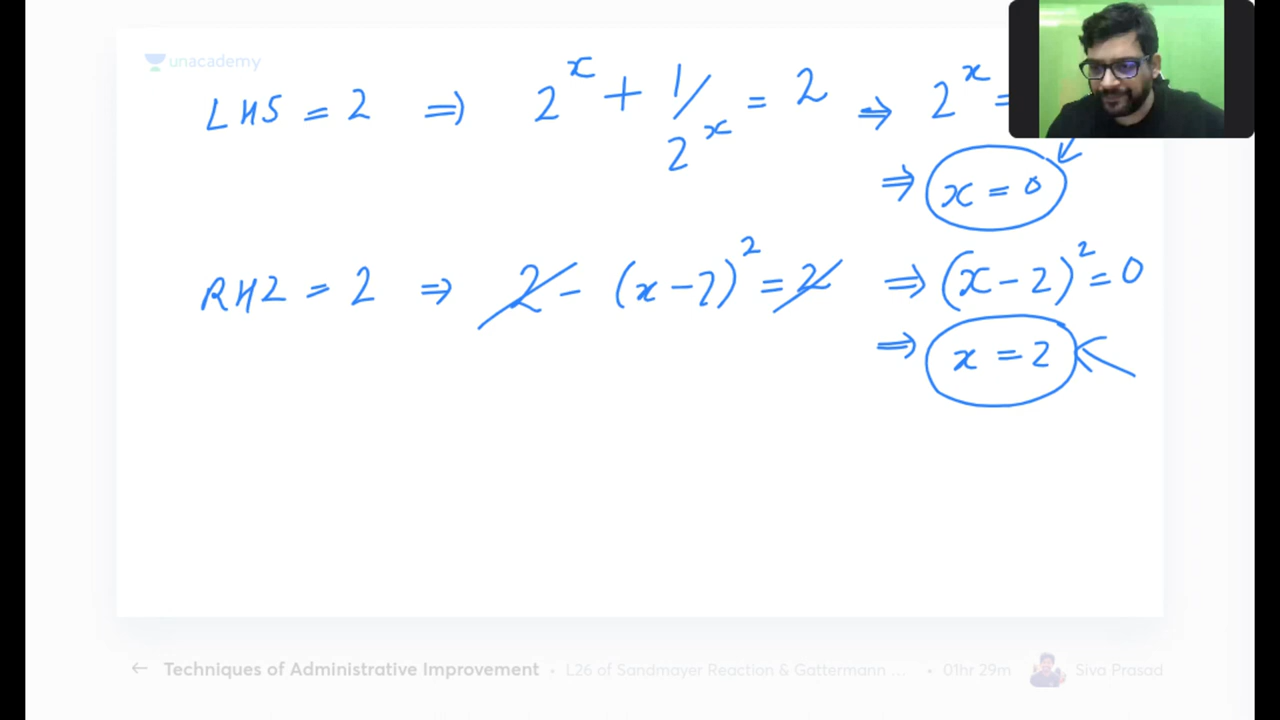 unacademy
LHS = 2 ⇒ 2^x + 1/2^x = 2 ⇒ 2^x =
⇒ x = 0
RH2 = 2 ⇒ 2 - (x-2)^2 = 2 ⇒ (x-2)^2 = 0
⇒ x = 2
← Techniques of Administrative Improvement • L26 of Sandmayer Reaction & Gattermann ... • 01hr 29m Siva Prasad